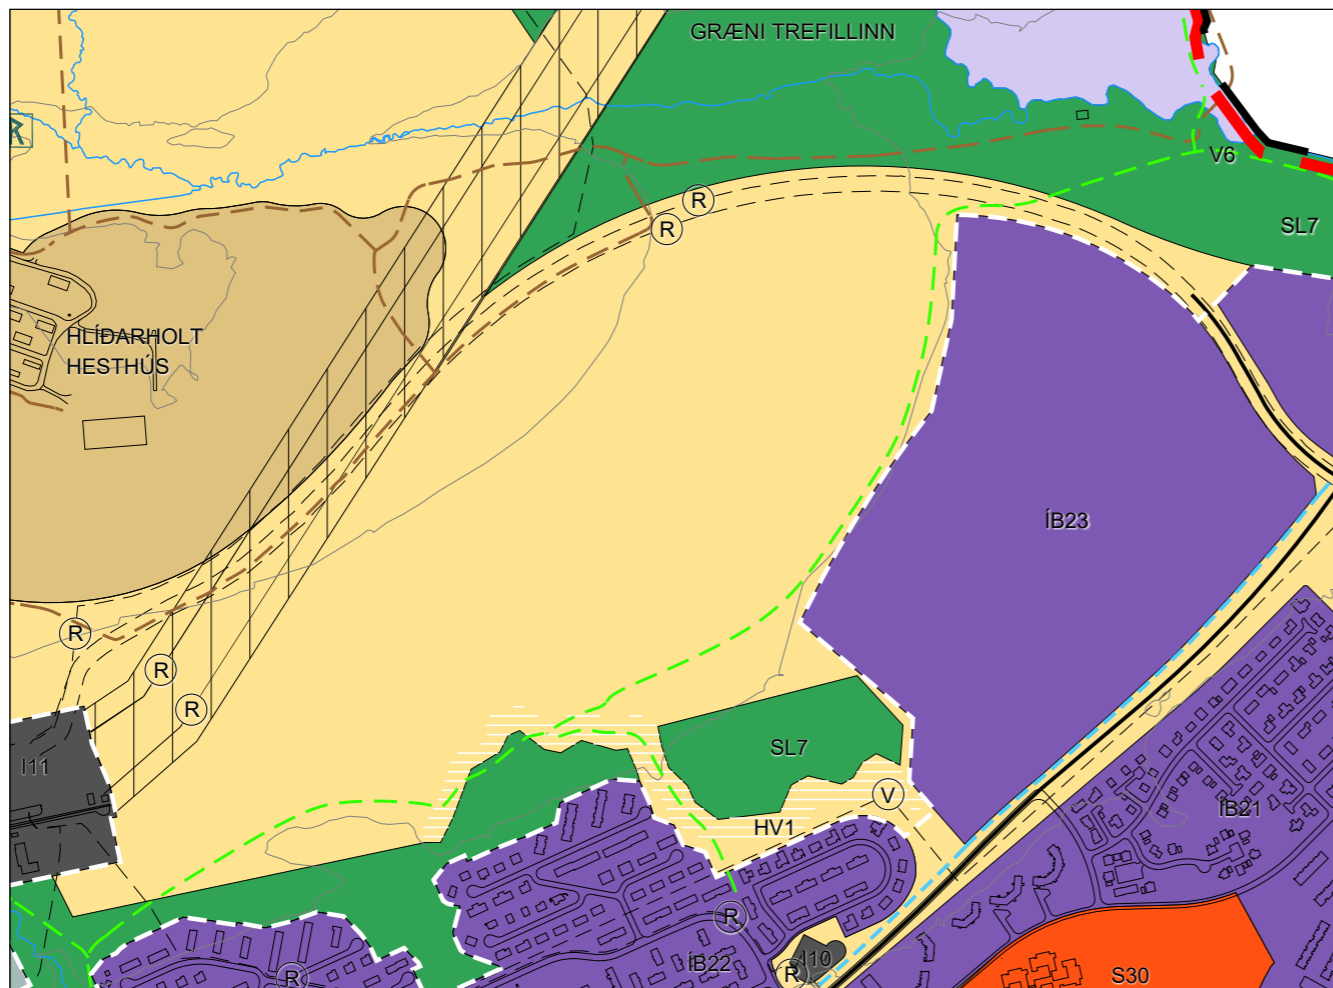 GRÆNI TREFILLINN
V6
R
R
SL7
R
HLÍÐARHOLT
HESTHÚS
ÍB23
R
R
R
SL7
I11
V
HV1
ÍB21
R
ÍB22
I10
R
R
S30